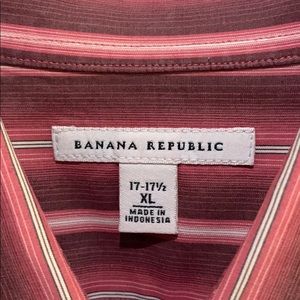 BANANA REPUBLIC
17-17½
XL
MADE IN
INDONESIA